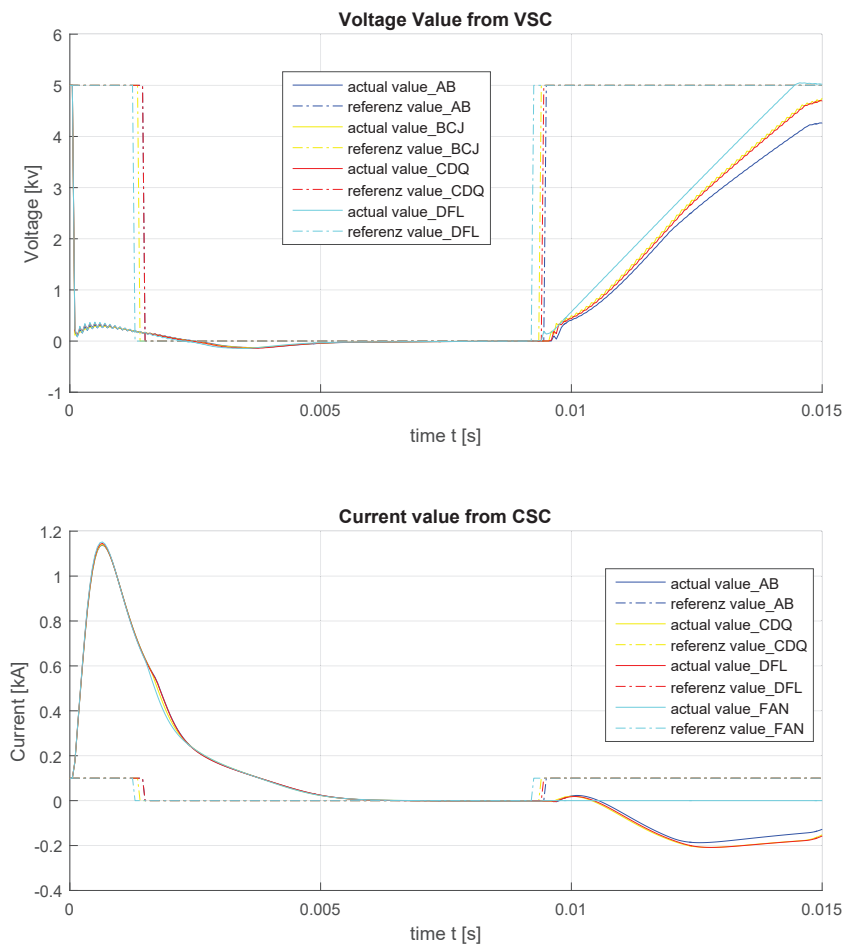 Voltage Value from VSC
6
5
4
3
2
1
0
-1
Voltage [kv]
actual value_AB
referenz value_AB
actual value_BCJ
referenz value_BCJ
actual value_CDQ
referenz value_CDQ
actual value_DFL
referenz value_DFL
0
0.005
0.01
0.015
time t [s]
Current value from CSC
1.2
1
0.8
0.6
0.4
0.2
0
-0.2
-0.4
Current [kA]
actual value_AB
referenz value_AB
actual value_CDQ
referenz value_CDQ
actual value_DFL
referenz value_DFL
actual value_FAN
referenz value_FAN
0
0.005
0.01
0.015
time t [s]